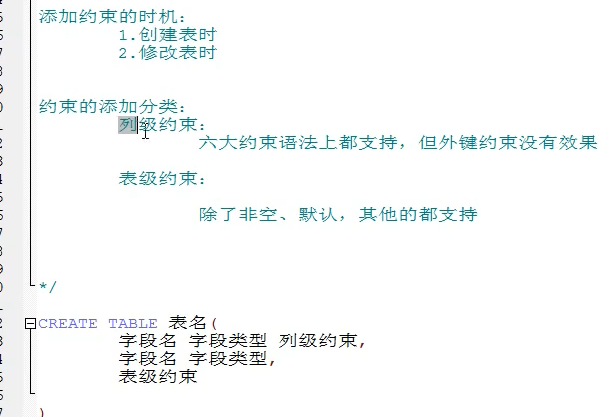 添加约束的时机：
1.创建表时
2.修改表时
约束的添加分类：
列级约束：
六大约束语法上都支持，但外键约束没有效果
表级约束：
除了非空、默认，其他的都支持
*/
CREATE TABLE 表名(
字段名 字段类型 列级约束,
字段名 字段类型,
表级约束
)